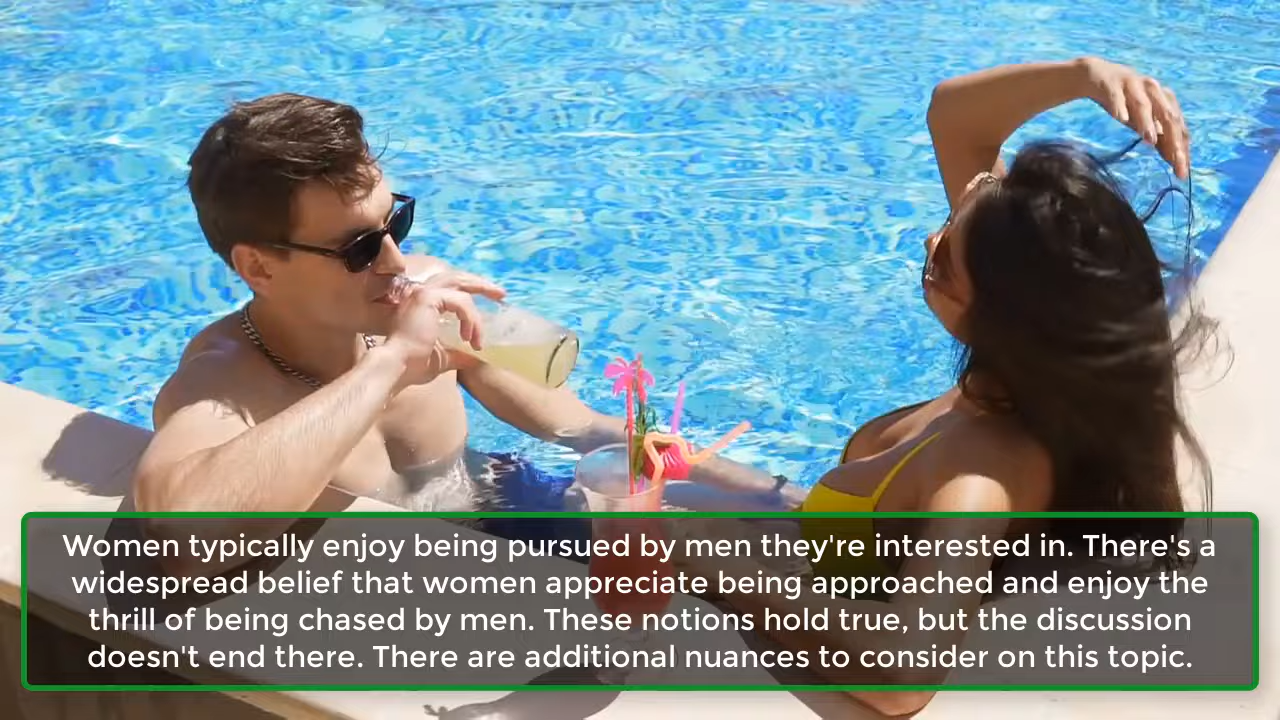 Women typically enjoy being pursued by men they're interested in. There's a
widespread belief that women appreciate being approached and enjoy the
thrill of being chased by men. These notions hold true, but the discussion
doesn't end there. There are additional nuances to consider on this topic.